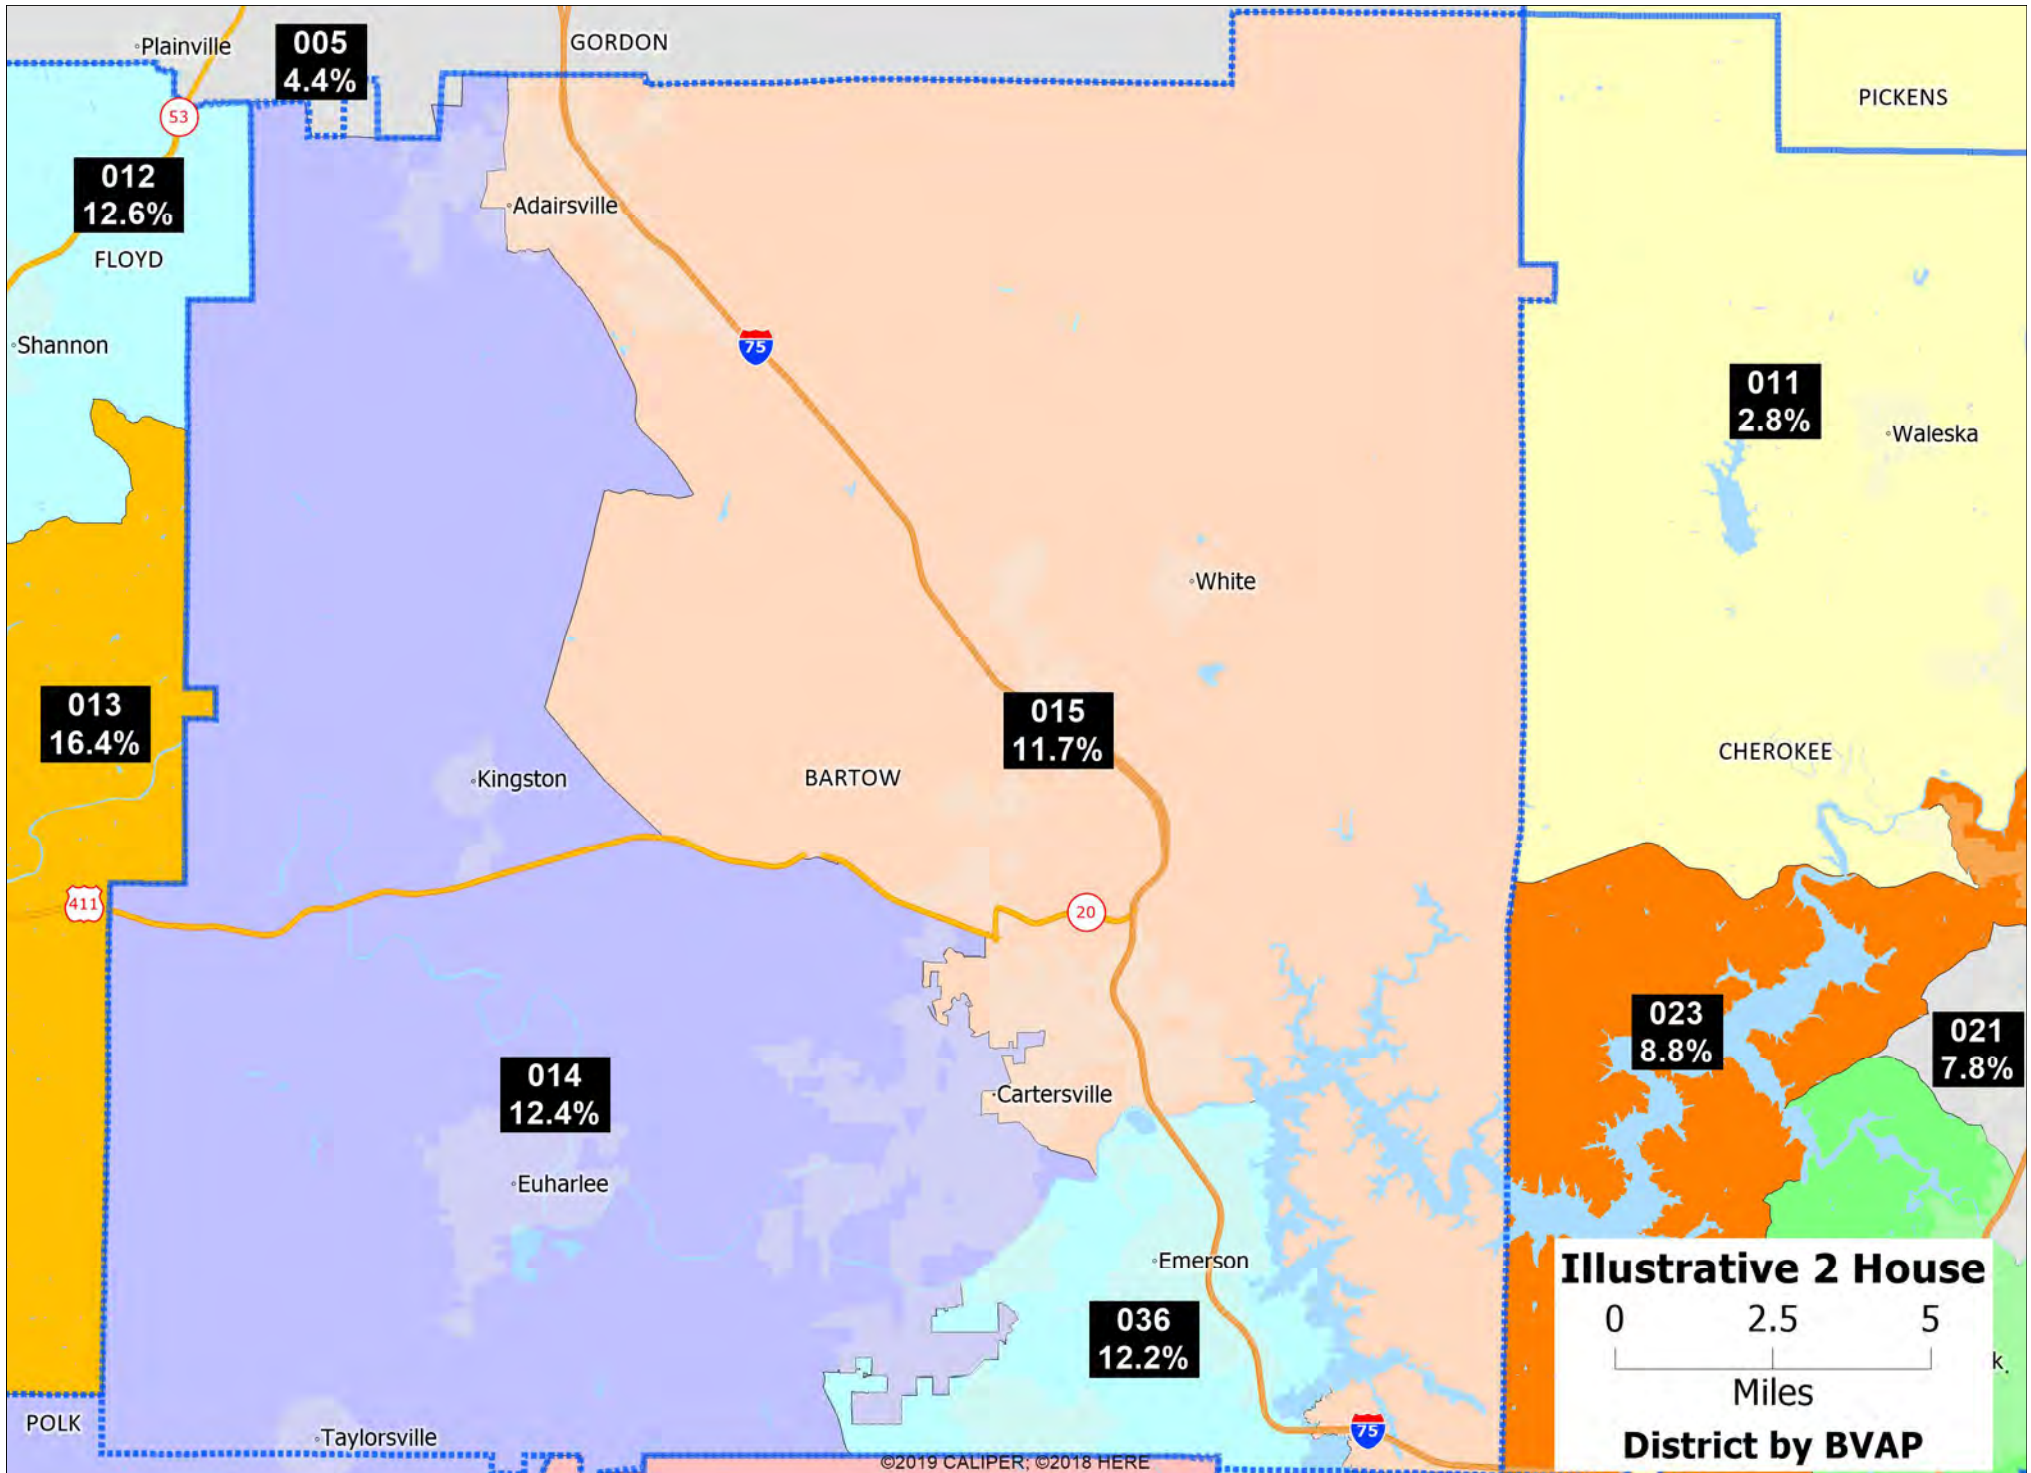 Plainville
005
4.4%
GORDON
PICKENS
53
012
12.6%
FLOYD
Adairsville
Shannon
75
011
2.8%
Waleska
White
013
16.4%
015
11.7%
CHEROKEE
Kingston
BARTOW
411
20
023
8.8%
021
7.8%
014
12.4%
Cartersville
Euharlee
Emerson
036
12.2%
Illustrative 2 House
0 2.5 5
Miles
District by BVAP
k.
POLK
Taylorsville
75
©2019 CALIPER; ©2018 HERE